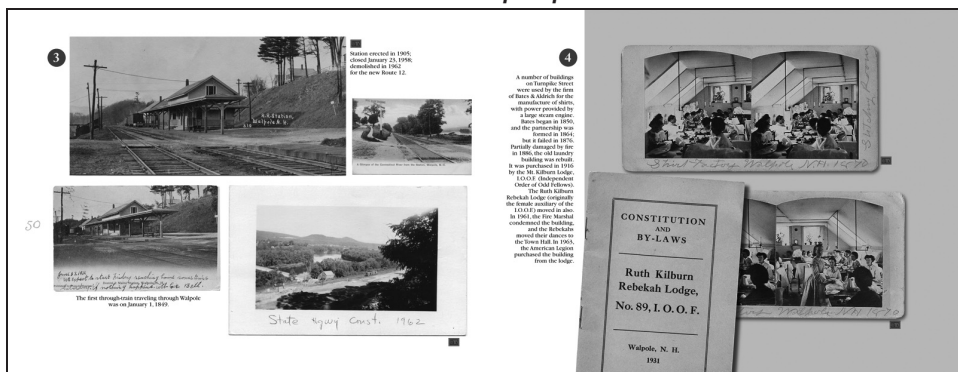 3
Station erected in 1905;
closed January 23, 1958;
demolished in 1962
for the new Route 12.
R.R. Station,
Walpole, N.H.
50
The first through-train traveling through Walpole
was on January 1, 1849.
State Hgwy Const. 1962
4
A number of buildings
on Turnpike Street
were used by the firm
of Bates & Aldrich for the
manufacture of shirts,
with power provided by
a large steam engine.
Bates began in 1850,
and the partnership was
formed in 1864;
but it failed in 1876.
Partially damaged by fire
in 1886, the old laundry
building was rebuilt.
It was purchased in 1916
by the Mt. Kilburn Lodge,
I.O.O.F. (Independent
Order of Odd Fellows).
The Ruth Kilburn
Rebekah Lodge (originally
the female auxiliary of the
I.O.O.F.) moved in also.
In 1961, the Fire Marshal
condemned the building,
and the Rebekahs
moved their dances to
the Town Hall. In 1963,
the American Legion
purchased the building
from the lodge.
Walpole N.H. 1870
CONSTITUTION
AND
BY-LAWS
Ruth Kilburn
Rebekah Lodge,
No. 89, I. O. O. F.
Walpole, N. H.
1931
Walpole N.H. 1870